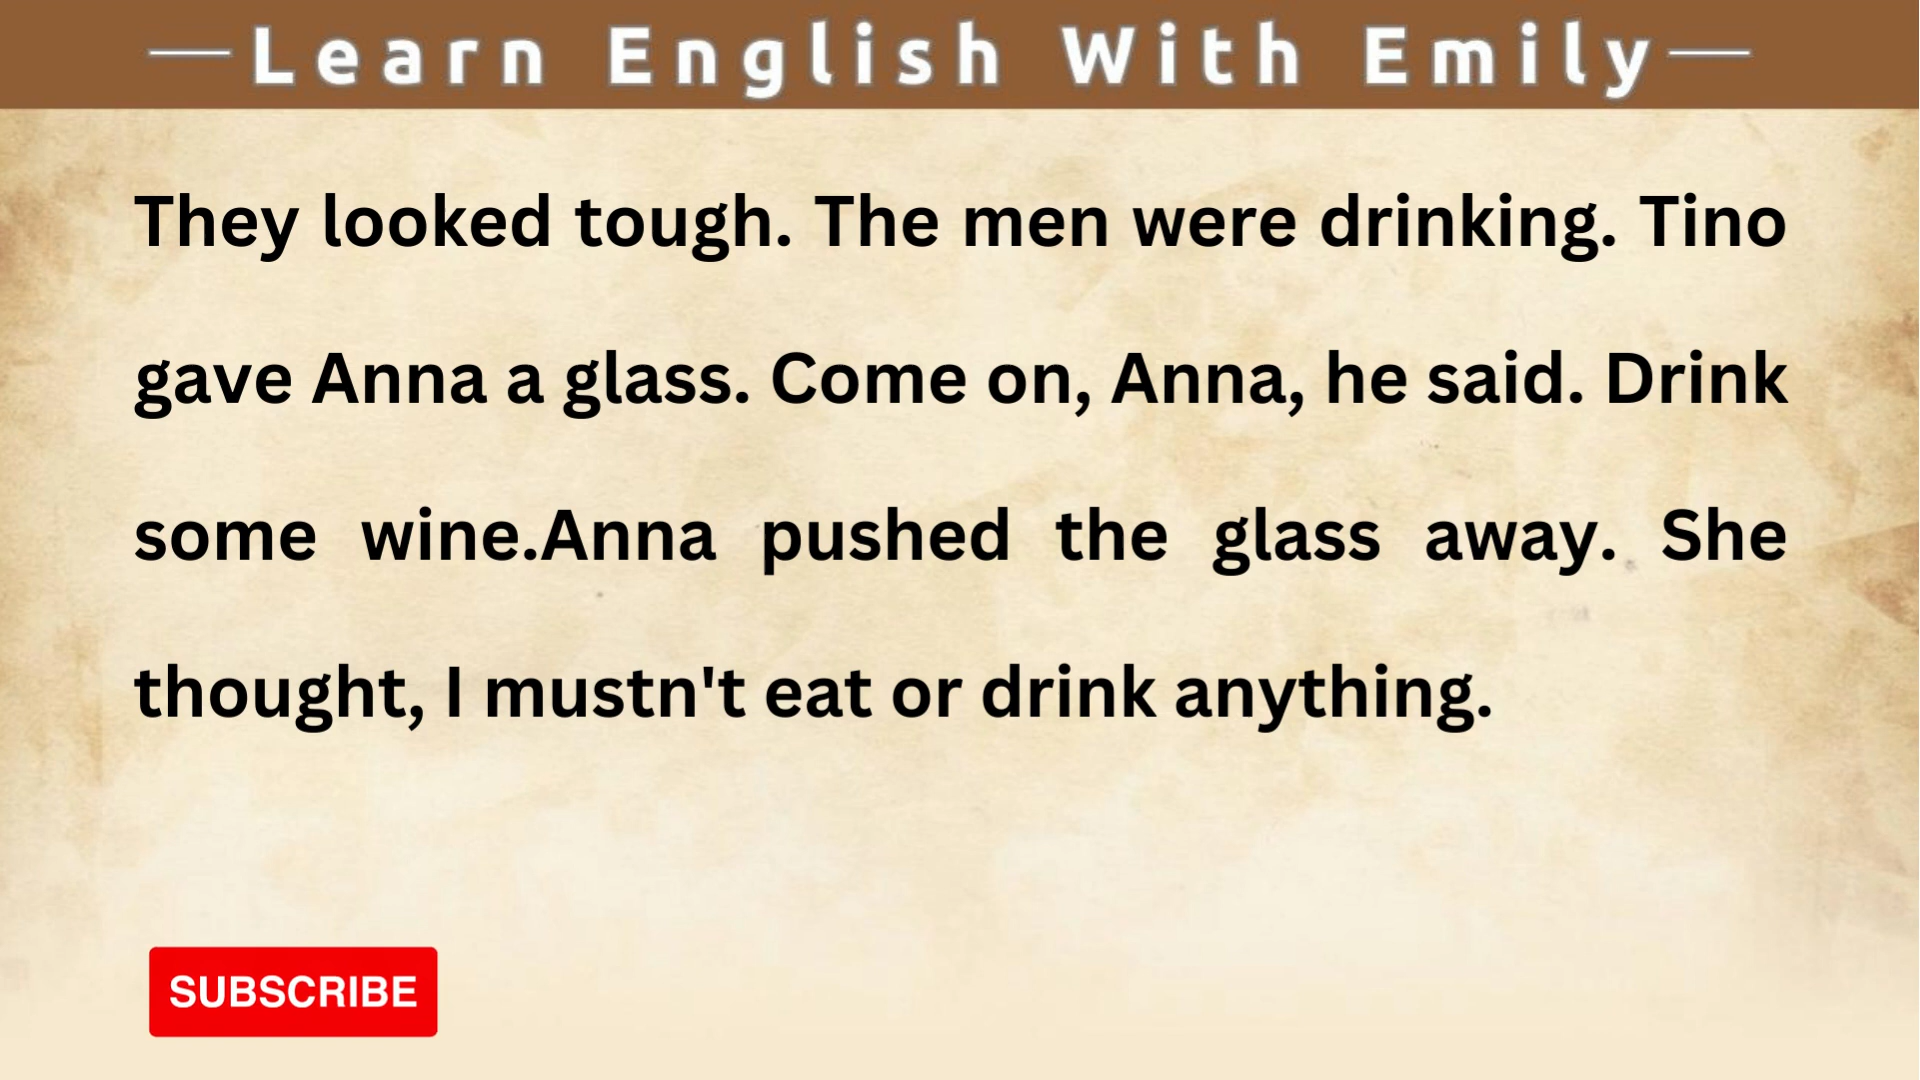 Learn English With Emily
They looked tough. The men were drinking. Tino
gave Anna a glass. Come on, Anna, he said. Drink
some wine.Anna pushed the glass away. She
thought, I mustn't eat or drink anything.
SUBSCRIBE